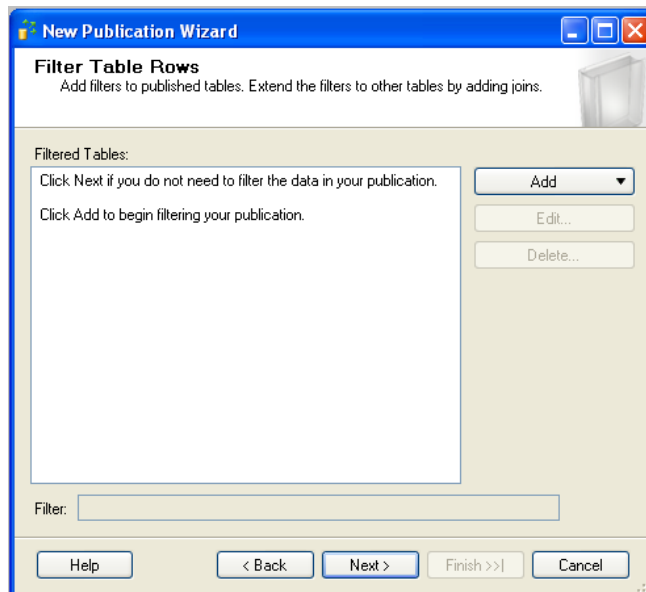 New Publication Wizard
Filter Table Rows
Add filters to published tables. Extend the filters to other tables by adding joins.
Filtered Tables:
Click Next if you do not need to filter the data in your publication.
Click Add to begin filtering your publication.
Add
Edit...
Delete...
Filter:
Help
< Back
Next >
Finish >>|
Cancel